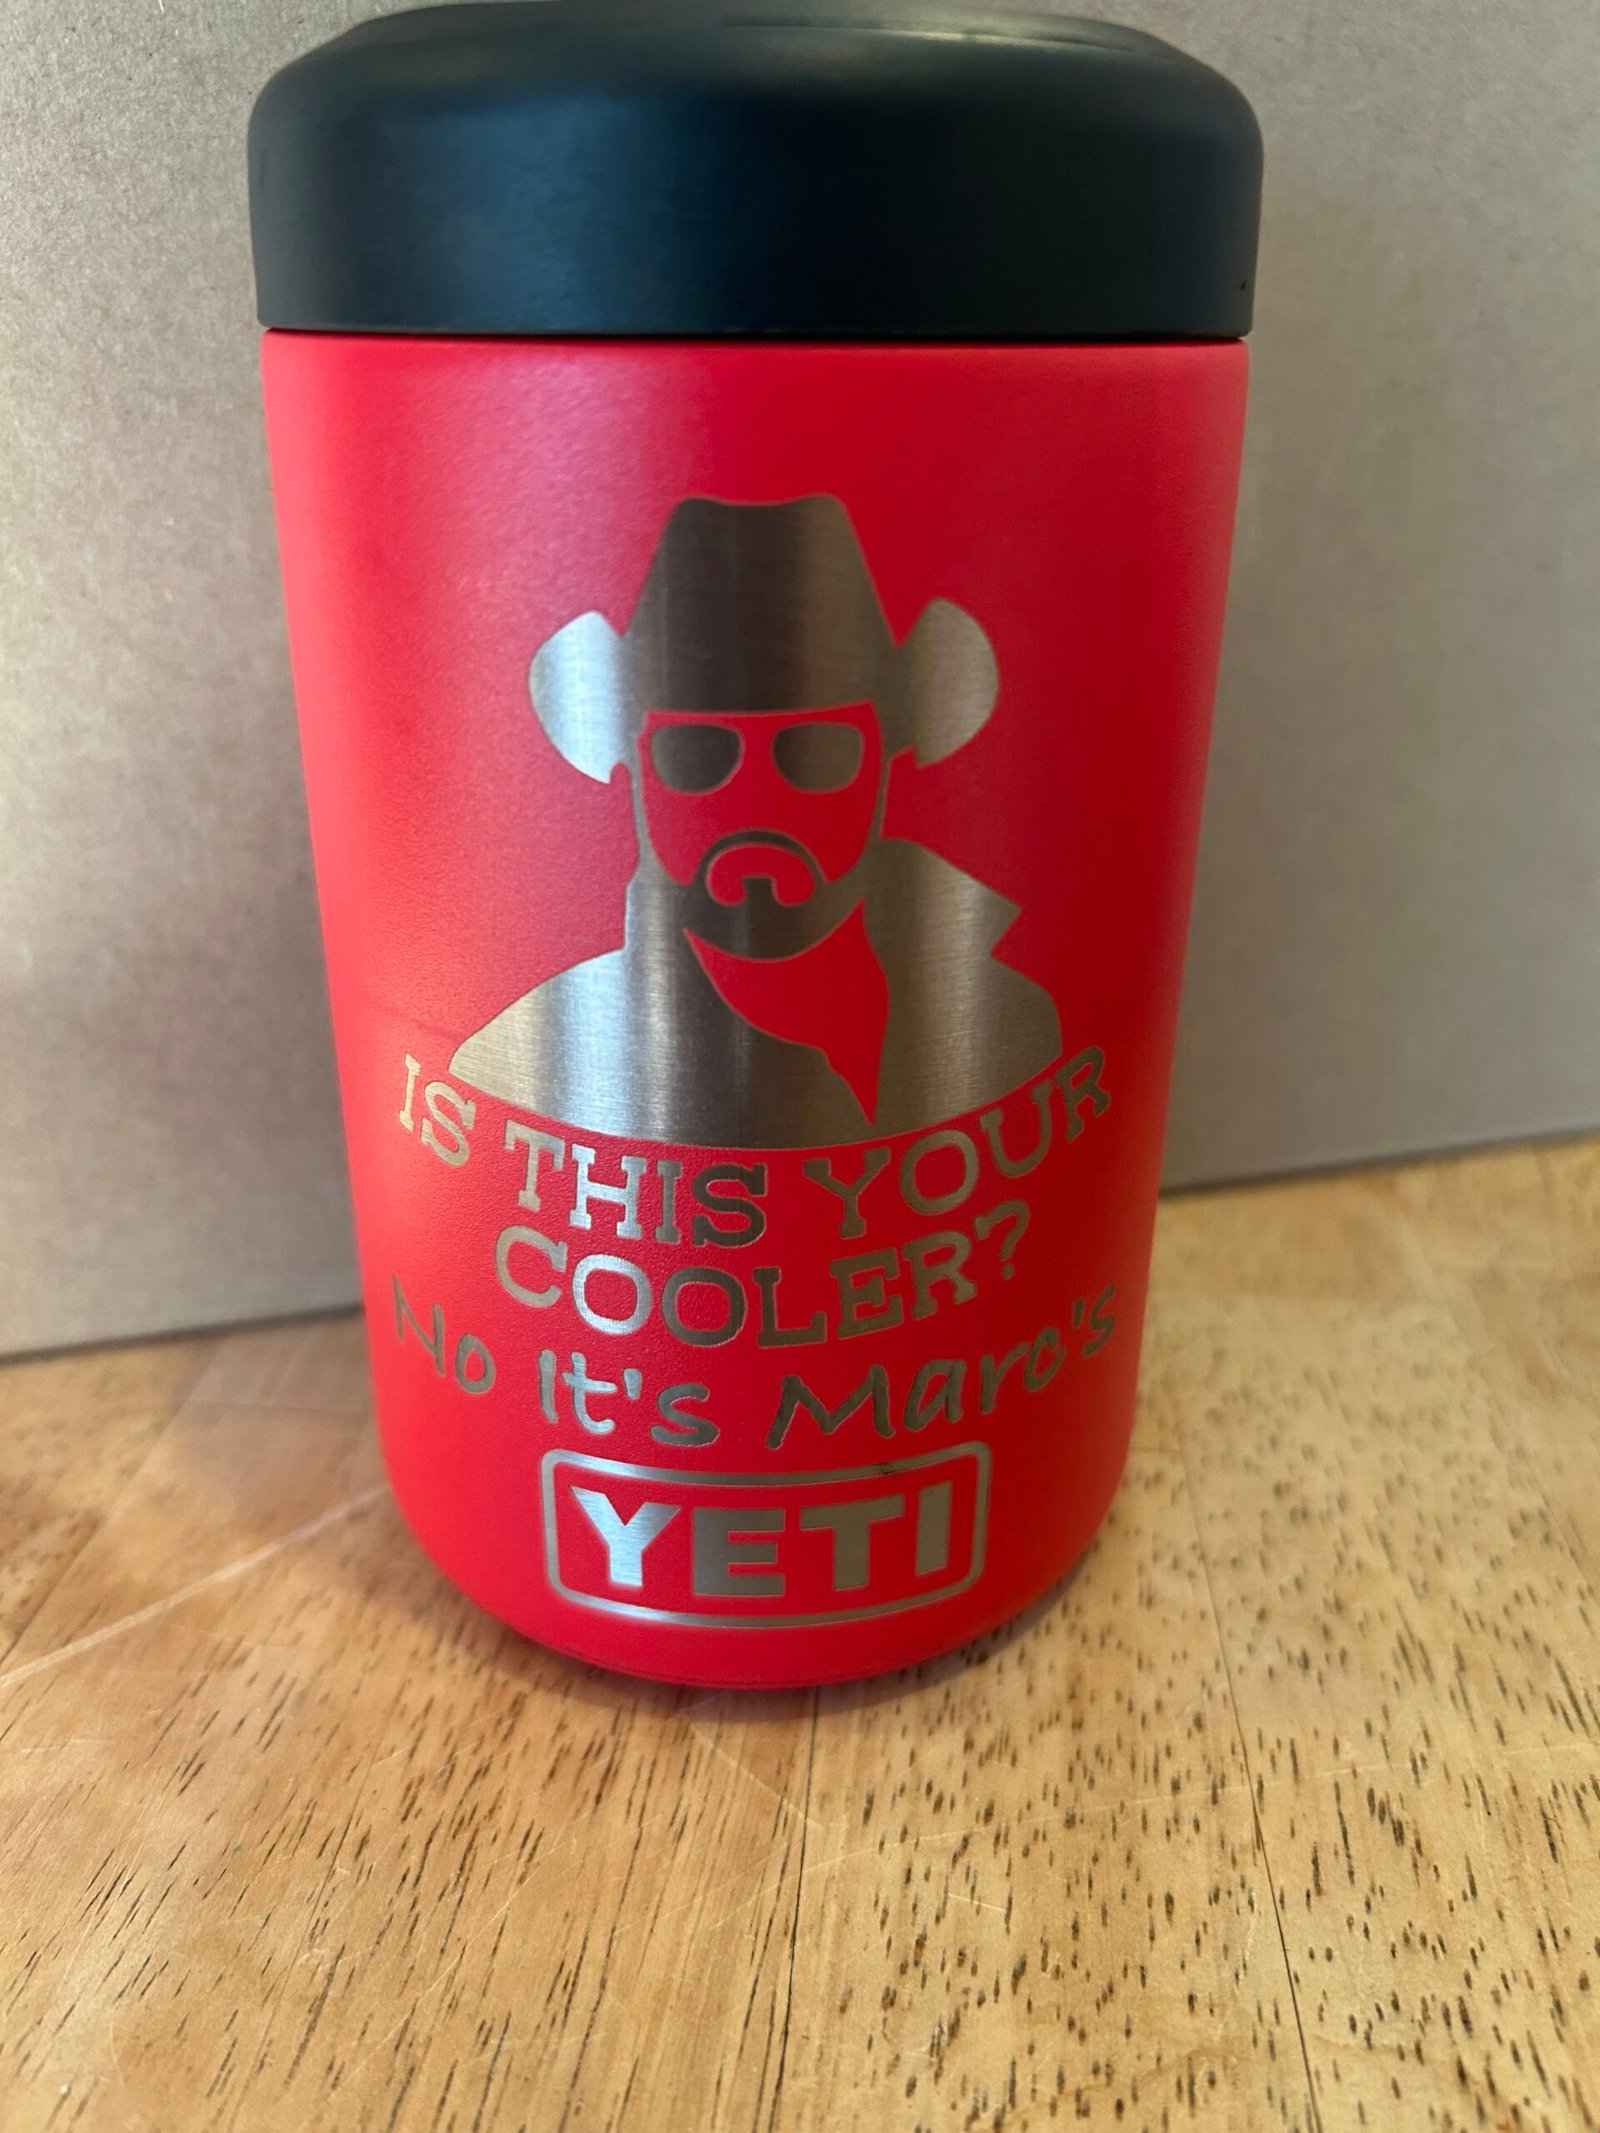 IS THIS YOUR
COOLER?
No It's Marc's
YETI